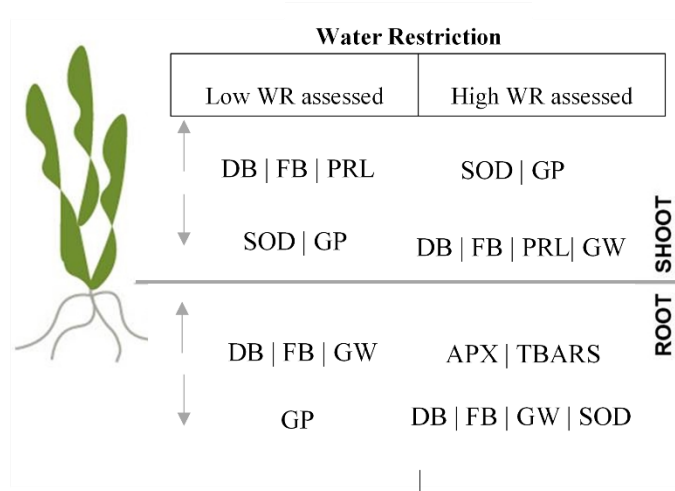 Water Restriction
Low WR assessed High WR assessed
DB | FB | PRL SOD | GP
SOD | GP DB | FB | PRL| GW
SHOOT
ROOT
DB | FB | GW APX | TBARS
GP DB | FB | GW | SOD